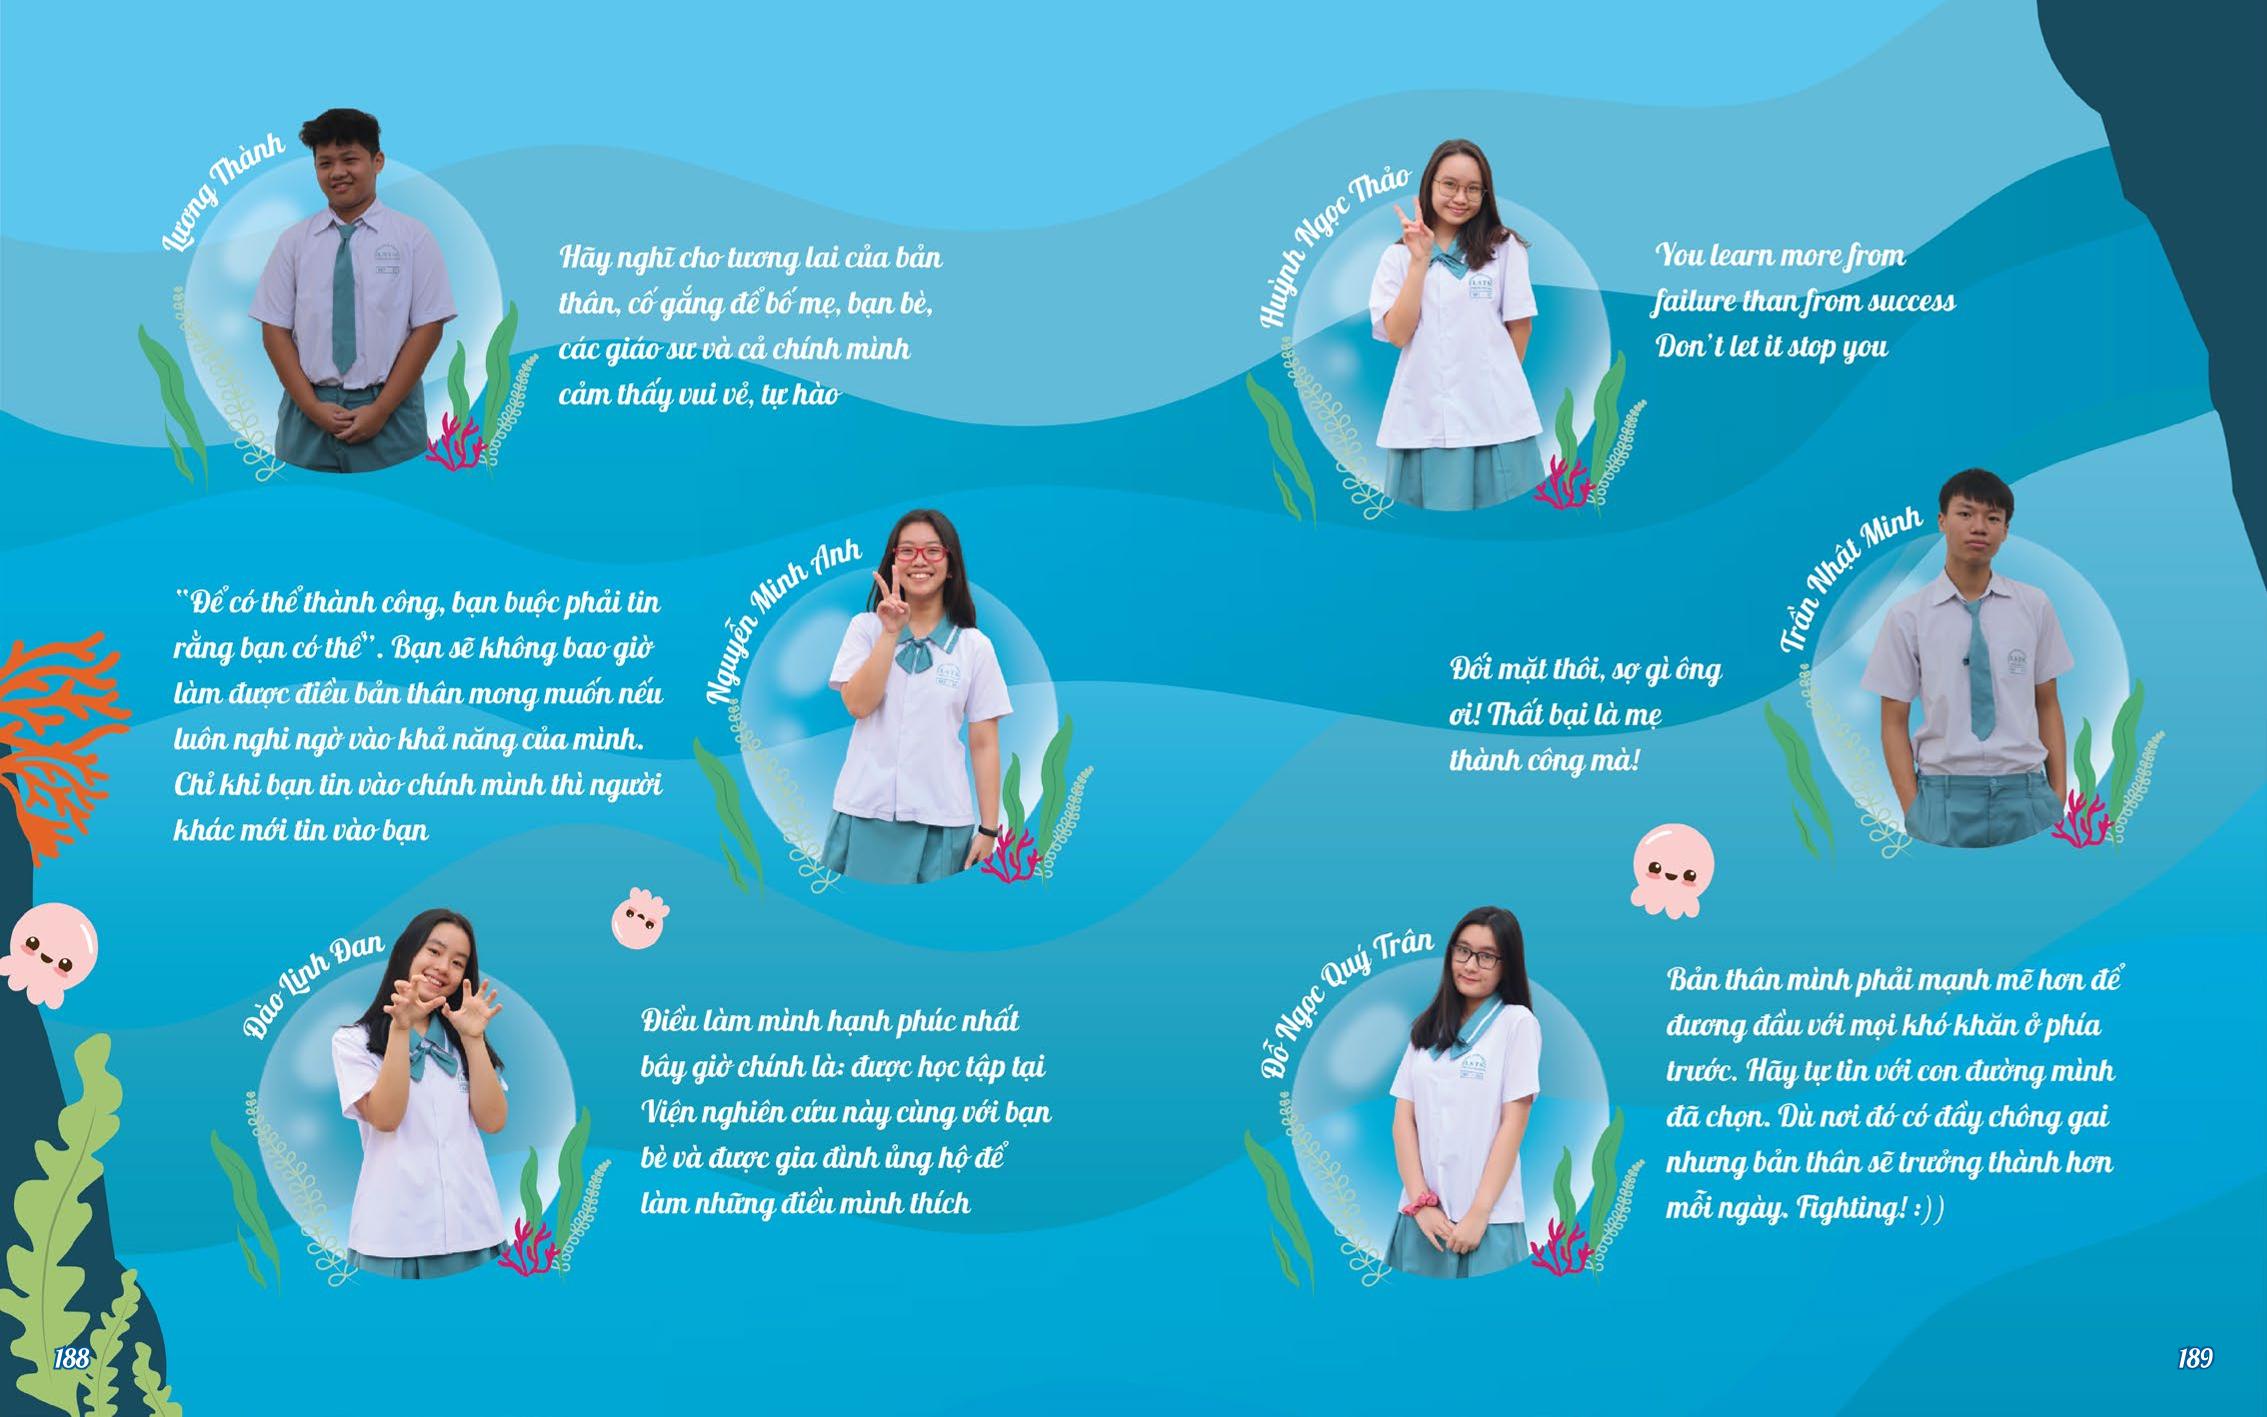 Lương Thành
Hãy nghĩ cho tương lai của bản
thân, cố gắng để bố mẹ, bạn bè,
các giáo sư và cả chính mình
cảm thấy vui vẻ, tự hào
Nguyễn Minh Anh
“Để có thể thành công, bạn buộc phải tin
rằng bạn có thể”. Bạn sẽ không bao giờ
làm được điều bản thân mong muốn nếu
luôn nghi ngờ vào khả năng của mình.
Chỉ khi bạn tin vào chính mình thì người
khác mới tin vào bạn
Đào Linh Đan
Điều làm mình hạnh phúc nhất
bây giờ chính là: được học tập tại
Viện nghiên cứu này cùng với bạn
bè và được gia đình ủng hộ để
làm những điều mình thích
188
Huỳnh Ngọc Thảo
You learn more from
failure than from success
Don’t let it stop you
Trần Nhật Minh
Đối mặt thôi, sợ gì ông
ơi! Thất bại là mẹ
thành công mà!
Đỗ Ngọc Quý Trân
Bản thân mình phải mạnh mẽ hơn để
đương đầu với mọi khó khăn ở phía
trước. Hãy tự tin với con đường mình
đã chọn. Dù nơi đó có đầy chông gai
nhưng bản thân sẽ trưởng thành hơn
mỗi ngày. Fighting! :))
189